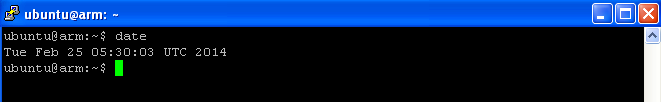 ubuntu@arm: ~
ubuntu@arm:~$ date
Tue Feb 25 05:30:03 UTC 2014
ubuntu@arm:~$